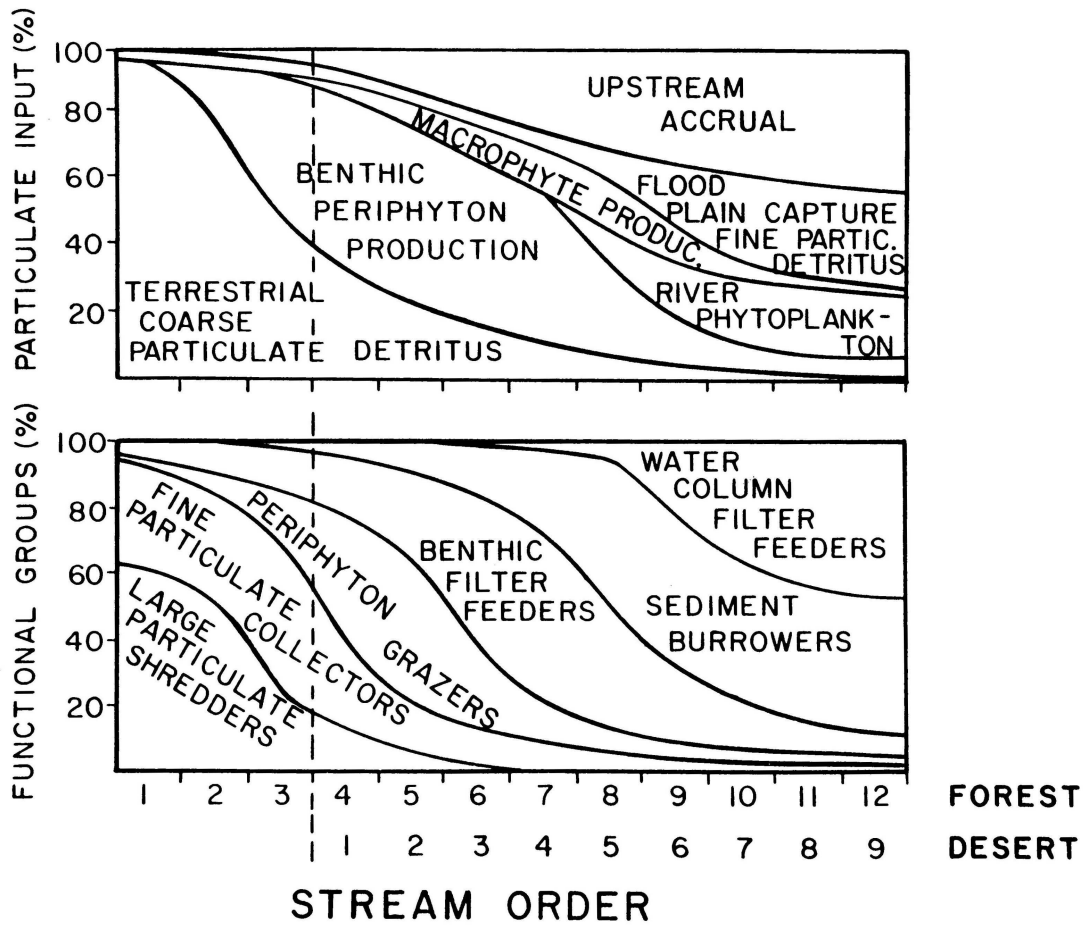 PARTICULATE INPUT (%)
100
80
60
40
20
UPSTREAM
ACCRUAL
MACROPHYTE PRODUC.
FLOOD
PLAIN CAPTURE
FINE PARTIC.
DETRITUS
BENTHIC
PERIPHYTON
PRODUCTION
RIVER
PHYTOPLANK-
TON
TERRESTRIAL
COARSE
PARTICULATE DETRITUS
FUNCTIONAL GROUPS (%)
100
80
60
40
20
WATER
COLUMN
FILTER
FEEDERS
FINE
PARTICULATE
COLLECTORS
PERIPHYTON
GRAZERS
BENTHIC
FILTER
FEEDERS
SEDIMENT
BURROWERS
LARGE
PARTICULATE
SHREDDERS
1 2 3 4 5 6 7 8 9 10 11 12 FOREST
1 2 3 4 5 6 7 8 9 DESERT
STREAM ORDER